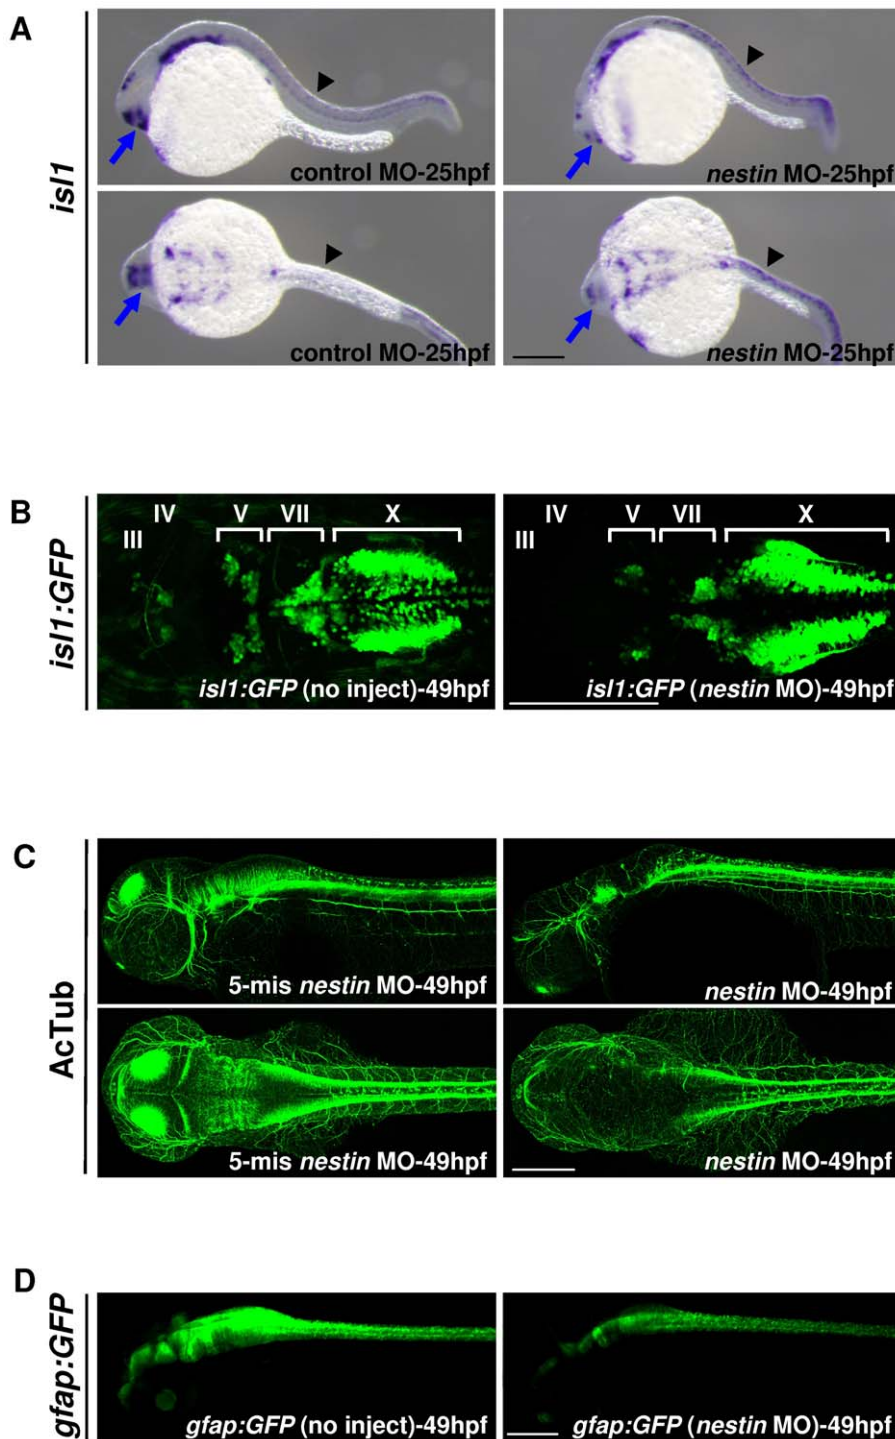 A
isl1
control MO-25hpf
nestin MO-25hpf
control MO-25hpf
nestin MO-25hpf
B
isl1:GFP
III
IV
V
VII
X
isl1:GFP (no inject)-49hpf
III
IV
V
VII
X
isl1:GFP (nestin MO)-49hpf
C
AcTub
5-mis nestin MO-49hpf
nestin MO-49hpf
5-mis nestin MO-49hpf
nestin MO-49hpf
D
gfap:GFP
gfap:GFP (no inject)-49hpf
gfap:GFP (nestin MO)-49hpf